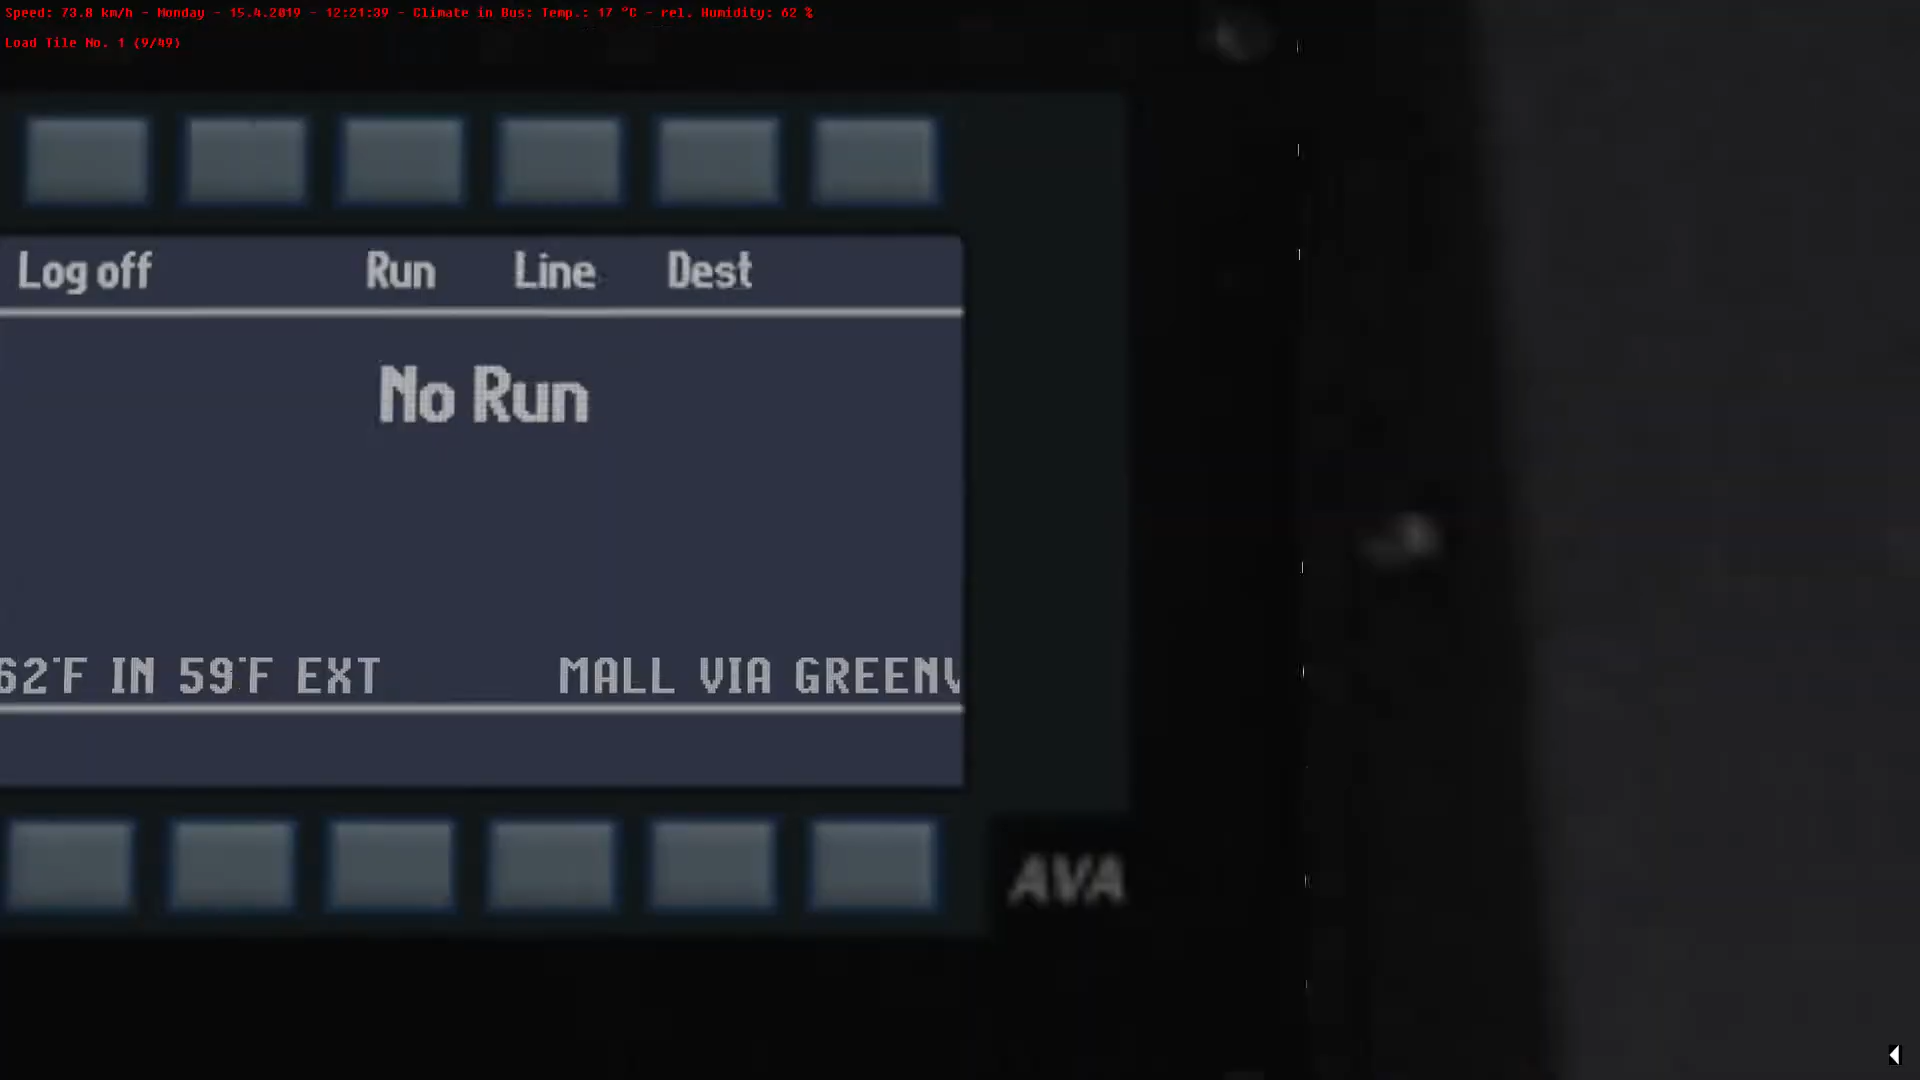 Speed: 73.8 km/h - Monday - 15.4.2019 - 12:21:39 - Climate in Bus: Temp.: 17 °C - rel. Humidity: 62 %
Load Tile No. 1 (9/49)
Log off Run Line Dest
No Run
62°F IN 59°F EXT MALL VIA GREENV
AVA